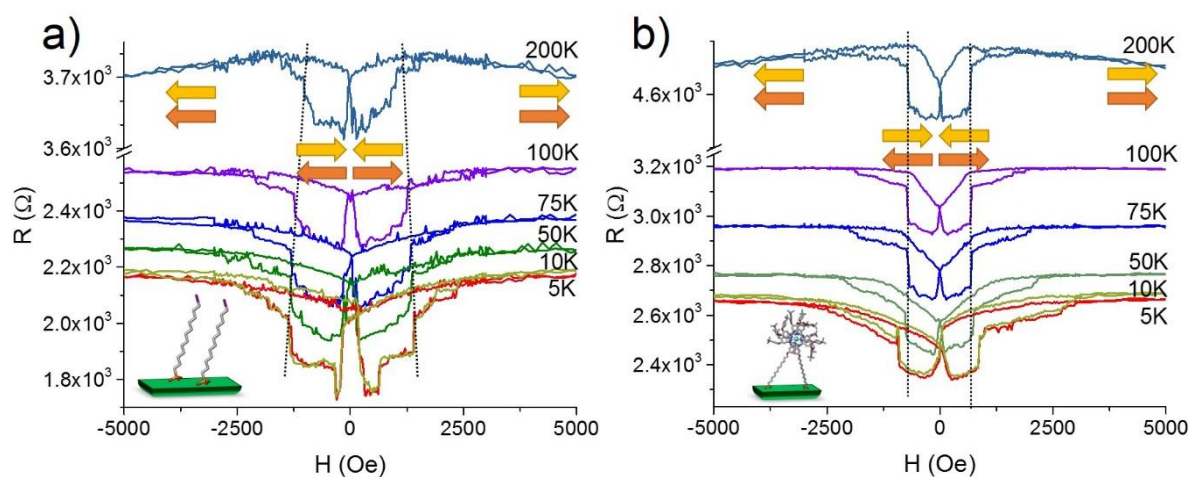 a)
R (Ω)
3.7x10³
3.6x10³
2.4x10³
2.2x10³
2.0x10³
1.8x10³
200K
100K
75K
50K
10K
5K
-5000 -2500 0 2500 5000
H (Oe)
b)
R (Ω)
4.6x10³
3.2x10³
3.0x10³
2.8x10³
2.6x10³
2.4x10³
200K
100K
75K
50K
10K
5K
-5000 -2500 0 2500 5000
H (Oe)